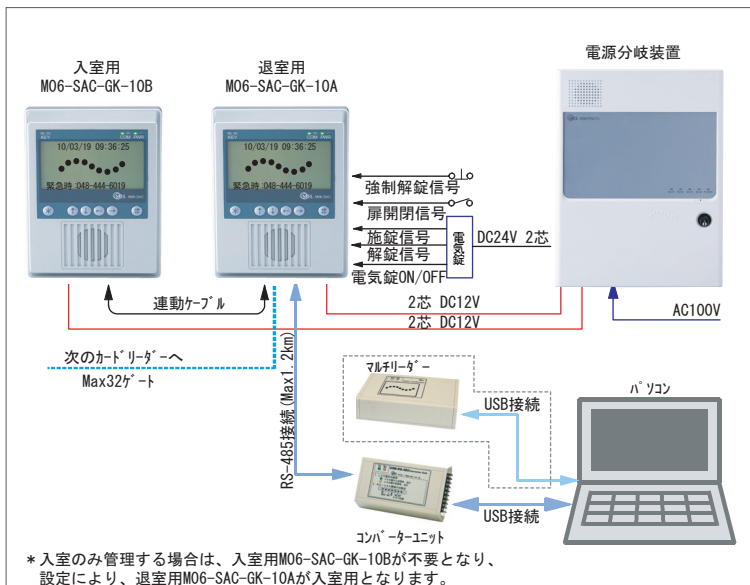 入室用
M06-SAC-GK-10B
退室用
M06-SAC-GK-10A
電源分岐装置
KEY
COM PWR
10/03/19 09:36:25
緊急時:048-444-6019
KEY
COM PWR
10/03/19 09:36:25
緊急時:048-444-6019
強制解錠信号
扉開閉信号
施錠信号
解錠信号
電気錠ON/OFF
電気錠
DC24V 2芯
連動ｹｰﾌﾞﾙ
2芯 DC12V
2芯 DC12V
AC100V
次のｶｰﾄﾞﾘｰﾀﾞｰへ
Max32ｹﾞｰﾄ
RS-485接続(Max1.2km)
ﾏﾙﾁﾘｰﾀﾞｰ
USB接続
ﾊﾟｿｺﾝ
ｺﾝﾊﾞｰﾀｰﾕﾆｯﾄ
USB接続
＊入室のみ管理する場合は、入室用M06-SAC-GK-10Bが不要となり、
設定により、退室用M06-SAC-GK-10Aが入室用となります。